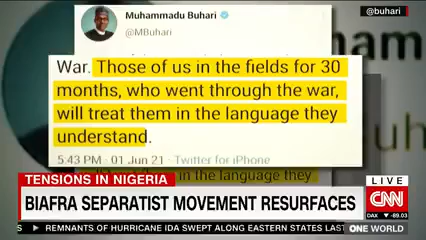 @buhari
Muhammadu Buhari
@MBuhari
War. Those of us in the fields for 30
months, who went through the war,
will treat them in the language they
understand.
5:43 PM · 01 Jun 21 · Twitter for iPhone
in the language they
TENSIONS IN NIGERIA
LIVE
BIAFRA SEPARATIST MOVEMENT RESURFACES
CNN
DOW ▼ -89.03
REMNANTS OF HURRICANE IDA SWEPT ALONG EASTERN STATES
ONE WORLD